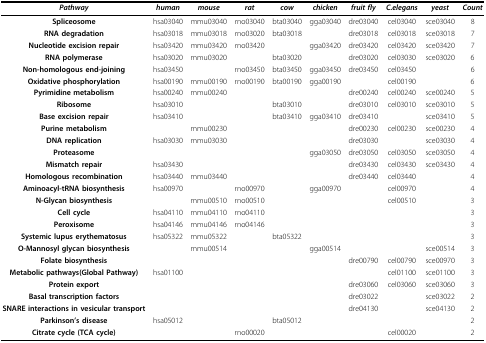 Pathway human mouse rat cow chicken fruit fly C.elegans yeast Count
Spliceosome hsa03040 mmu03040 rno03040 bta03040 gga03040 dre03040 cel03040 sce03040 8
RNA degradation hsa03018 mmu03018 rno03020 bta03018 dre03018 cel03018 sce03018 7
Nucleotide excision repair hsa03420 mmu03420 rno03420 gga03420 dre03420 cel03420 sce03420 7
RNA polymerase hsa03020 mmu03020 bta03020 dre03020 cel03030 sce03020 6
Non-homologous end-joining hsa03450 rno03450 bta03450 gga03450 dre03450 cel03450 6
Oxidative phosphorylation hsa00190 mmu00190 rno00190 bta00190 gga00190 cel00190 6
Pyrimidine metabolism hsa00240 mmu00240 dre00240 cel00240 sce00240 5
Ribosome hsa03010 bta03010 dre03010 cel03010 sce03010 5
Base excision repair hsa03410 bta03410 gga03410 dre03410 sce03410 5
Purine metabolism mmu00230 dre00230 cel00230 sce00230 4
DNA replication hsa03030 mmu03030 dre03030 sce03030 4
Proteasome gga03050 dre03050 cel03050 sce03050 4
Mismatch repair hsa03430 dre03430 cel03430 sce03430 4
Homologous recombination hsa03440 mmu03440 dre03440 cel03440 4
Aminoacyl-tRNA biosynthesis hsa00970 rno00970 gga00970 cel00970 4
N-Glycan biosynthesis mmu00510 rno00510 cel00510 3
Cell cycle hsa04110 mmu04110 rno04110 3
Peroxisome hsa04146 mmu04146 rno04146 3
Systemic lupus erythematosus hsa05322 mmu05322 bta05322 3
O-Mannosyl glycan biosynthesis mmu00514 gga00514 sce00514 3
Folate biosynthesis dre00790 cel00790 sce00970 3
Metabolic pathways(Global Pathway) hsa01100 cel01100 sce01100 3
Protein export dre03060 cel03060 sce03060 3
Basal transcription factors dre03022 sce03022 2
SNARE interactions in vesicular transport dre04130 sce04130 2
Parkinson's disease hsa05012 bta05012 2
Citrate cycle (TCA cycle) rno00020 cel00020 2